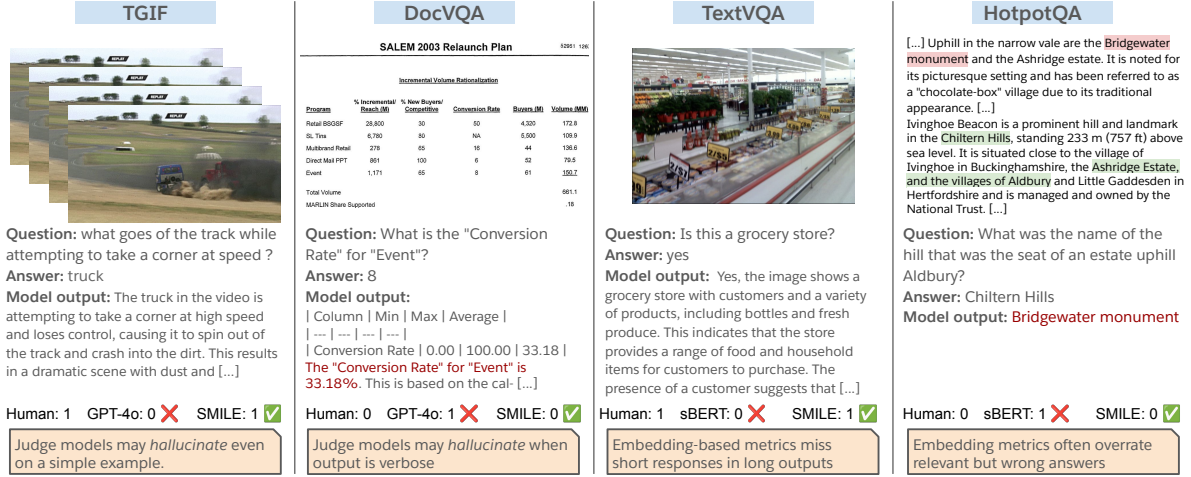 TGIF
REPLAY
REPLAY
REPLAY
REPLAY
Question: what goes of the track while
attempting to take a corner at speed ?
Answer: truck
Model output: The truck in the video is
attempting to take a corner at high speed
and loses control, causing it to spin out of
the track and crash into the dirt. This results
in a dramatic scene with dust and [...]
Human: 1 GPT-4o: 0 ❌ SMILE: 1 ✅
Judge models may hallucinate even
on a simple example.
DocVQA
SALEM 2003 Relaunch Plan
52951 126
Incremental Volume Rationalization
% Incremental/ % New Buyers/
Program Reach (M) Competitive Conversion Rate Buyers (M) Volume (MM)
Retail BSGSF 28,800 30 50 4,320 172.8
SL Tins 6,780 80 NA 5,500 109.9
Multibrand Retail 278 55 16 44 136.6
Direct Mail PPT 861 100 6 52 79.5
Event 1,171 65 8 61 150.7
Total Volume 661.1
MARLIN Share Supported .18
Question: What is the "Conversion
Rate" for "Event"?
Answer: 8
Model output:
| Column | Min | Max | Average |
| --- | --- | --- | --- |
| Conversion Rate | 0.00 | 100.00 | 33.18 |
The "Conversion Rate" for "Event" is
33.18%. This is based on the cal- [...]
Human: 0 GPT-4o: 1 ❌ SMILE: 0 ✅
Judge models may hallucinate when
output is verbose
TextVQA
Question: Is this a grocery store?
Answer: yes
Model output: Yes, the image shows a
grocery store with customers and a variety
of products, including bottles and fresh
produce. This indicates that the store
provides a range of food and household
items for customers to purchase. The
presence of a customer suggests that [...]
Human: 1 sBERT: 0 ❌ SMILE: 1 ✅
Embedding-based metrics miss
short responses in long outputs
HotpotQA
[...] Uphill in the narrow vale are the Bridgewater
monument and the Ashridge estate. It is noted for
its picturesque setting and has been referred to as
a "chocolate-box" village due to its traditional
appearance. [...]
Ivinghoe Beacon is a prominent hill and landmark
in the Chiltern Hills, standing 233 m (757 ft) above
sea level. It is situated close to the village of
Ivinghoe in Buckinghamshire, the Ashridge Estate,
and the villages of Aldbury and Little Gaddesden in
Hertfordshire and is managed and owned by the
National Trust. [...]
Question: What was the name of the
hill that was the seat of an estate uphill
Aldbury?
Answer: Chiltern Hills
Model output: Bridgewater monument
Human: 0 sBERT: 1 ❌ SMILE: 0 ✅
Embedding metrics often overrate
relevant but wrong answers